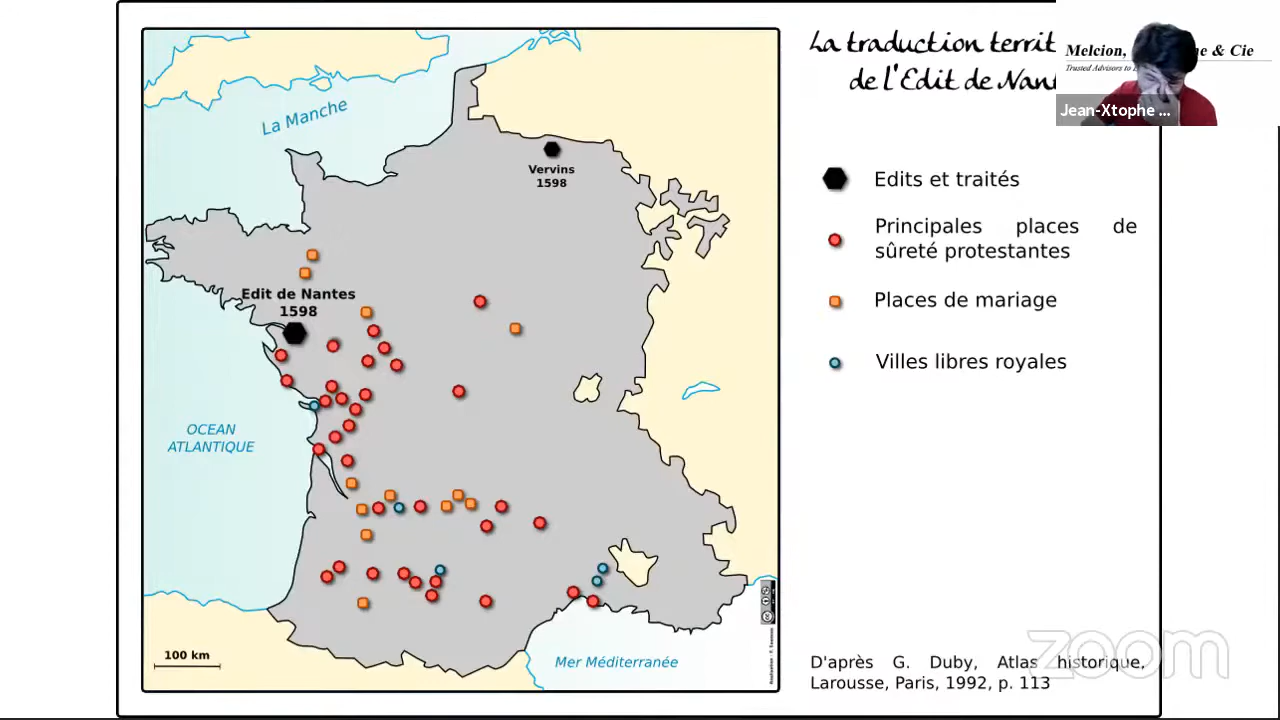 La traduction territ
de l'Edit de Nan
Melcion, & Cie
Trusted Advisors to
Jean-Xtophe ...
La Manche
Vervins
1598
Edit de Nantes
1598
OCEAN
ATLANTIQUE
100 km
Mer Méditerranée
Edits et traités
Principales places de
sûreté protestantes
Places de mariage
Villes libres royales
D'après G. Duby, Atlas historique,
Larousse, Paris, 1992, p. 113
zoom